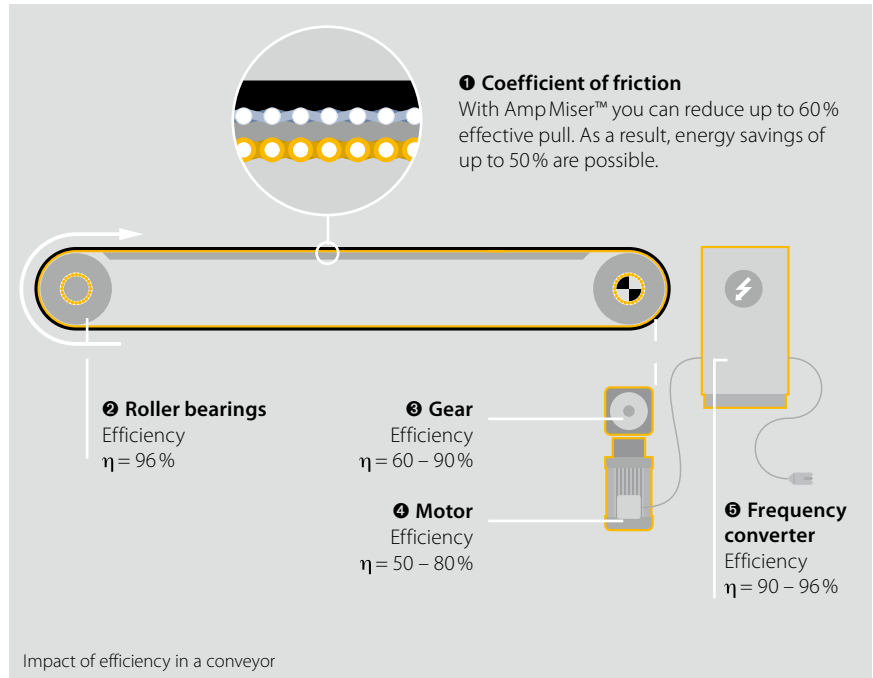 ❶ Coefficient of friction
With AmpMiser™ you can reduce up to 60 %
effective pull. As a result, energy savings of
up to 50 % are possible.
❷ Roller bearings
Efficiency
η = 96 %
❸ Gear
Efficiency
η = 60 – 90 %
❹ Motor
Efficiency
η = 50 – 80 %
❺ Frequency
converter
Efficiency
η = 90 – 96 %
Impact of efficiency in a conveyor